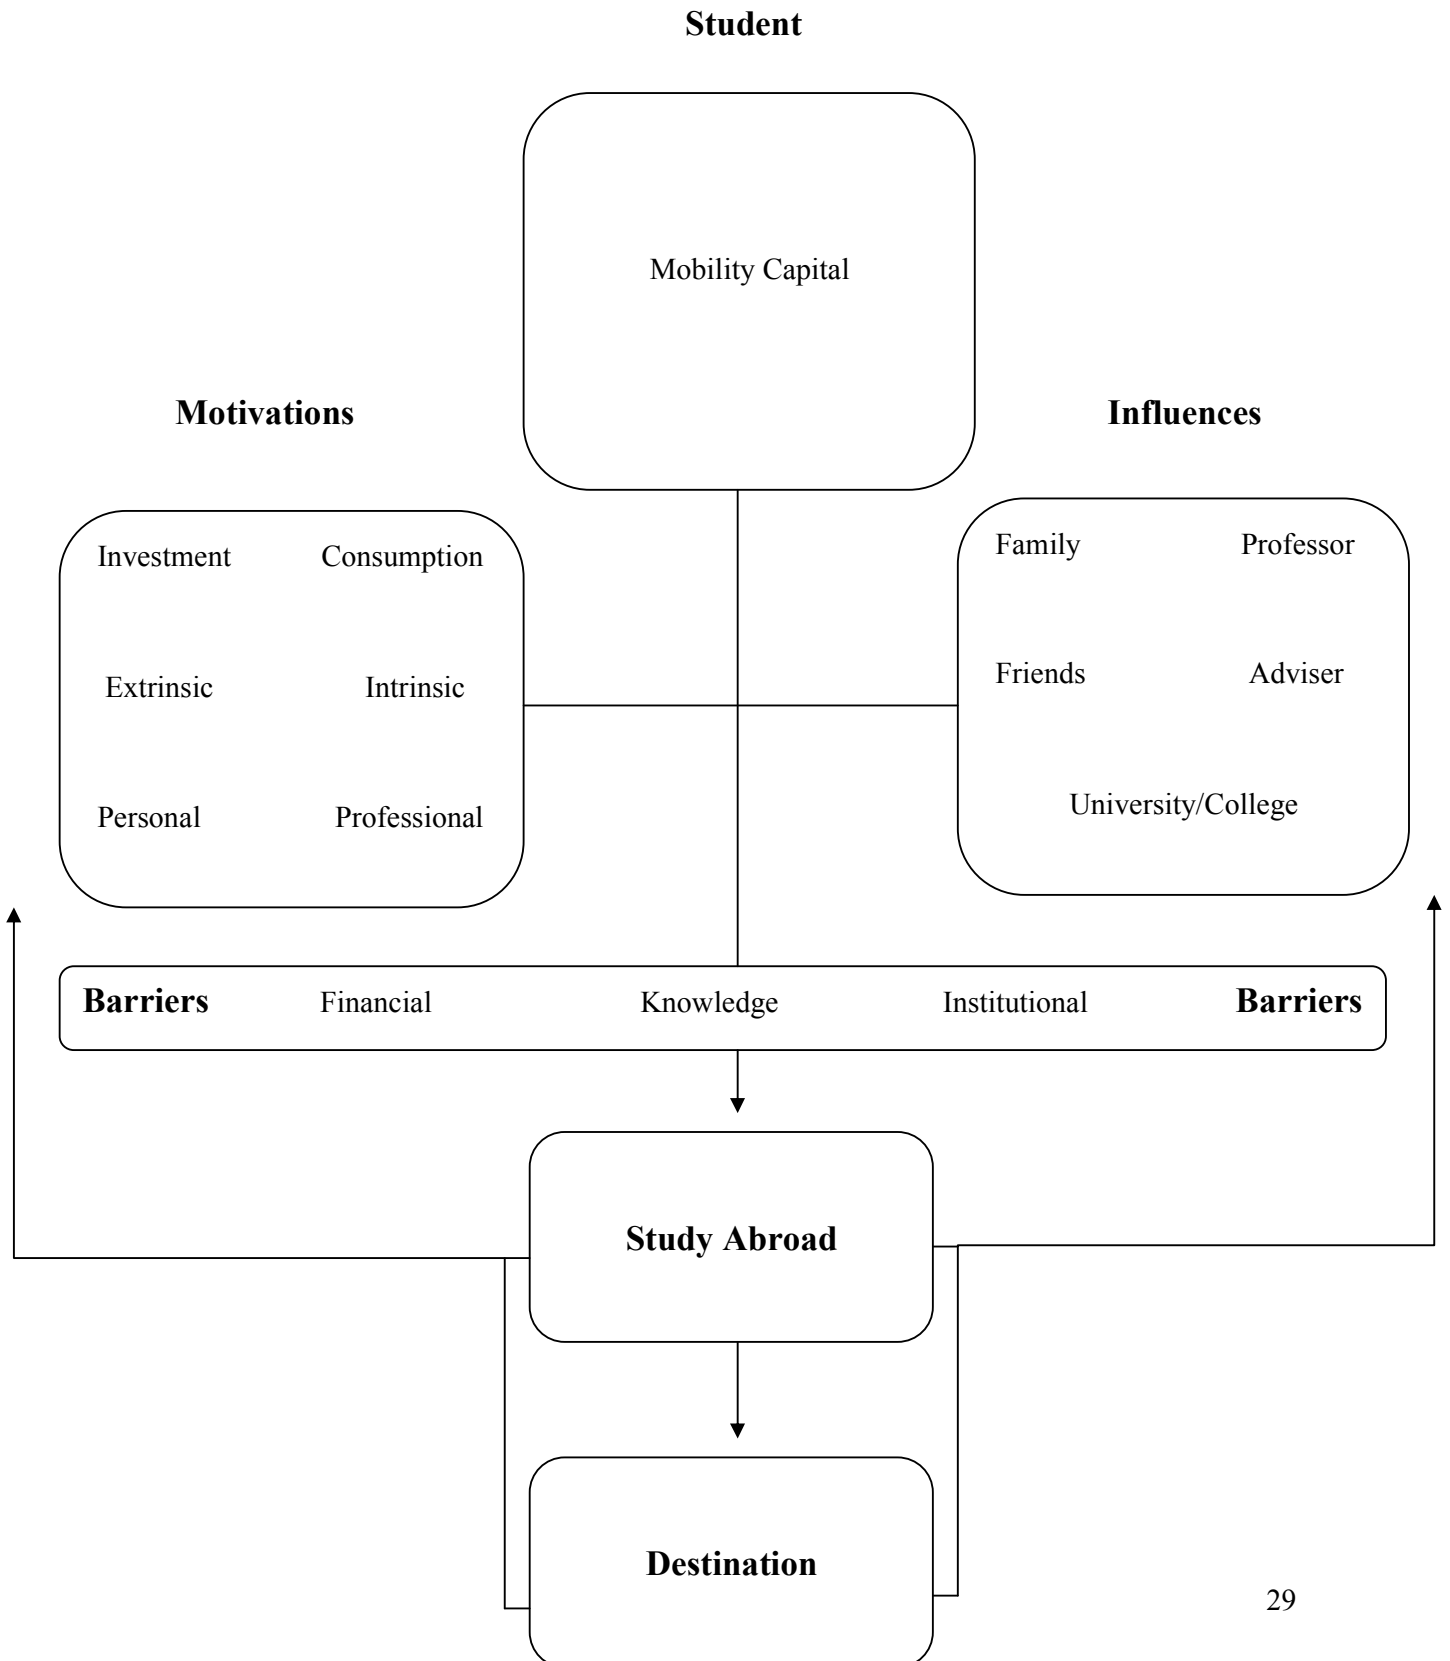 Student
Mobility Capital
Motivations
Influences
Investment Consumption
Extrinsic Intrinsic
Personal Professional
Family Professor
Friends Adviser
University/College
Barriers Financial Knowledge Institutional Barriers
Study Abroad
Destination
29